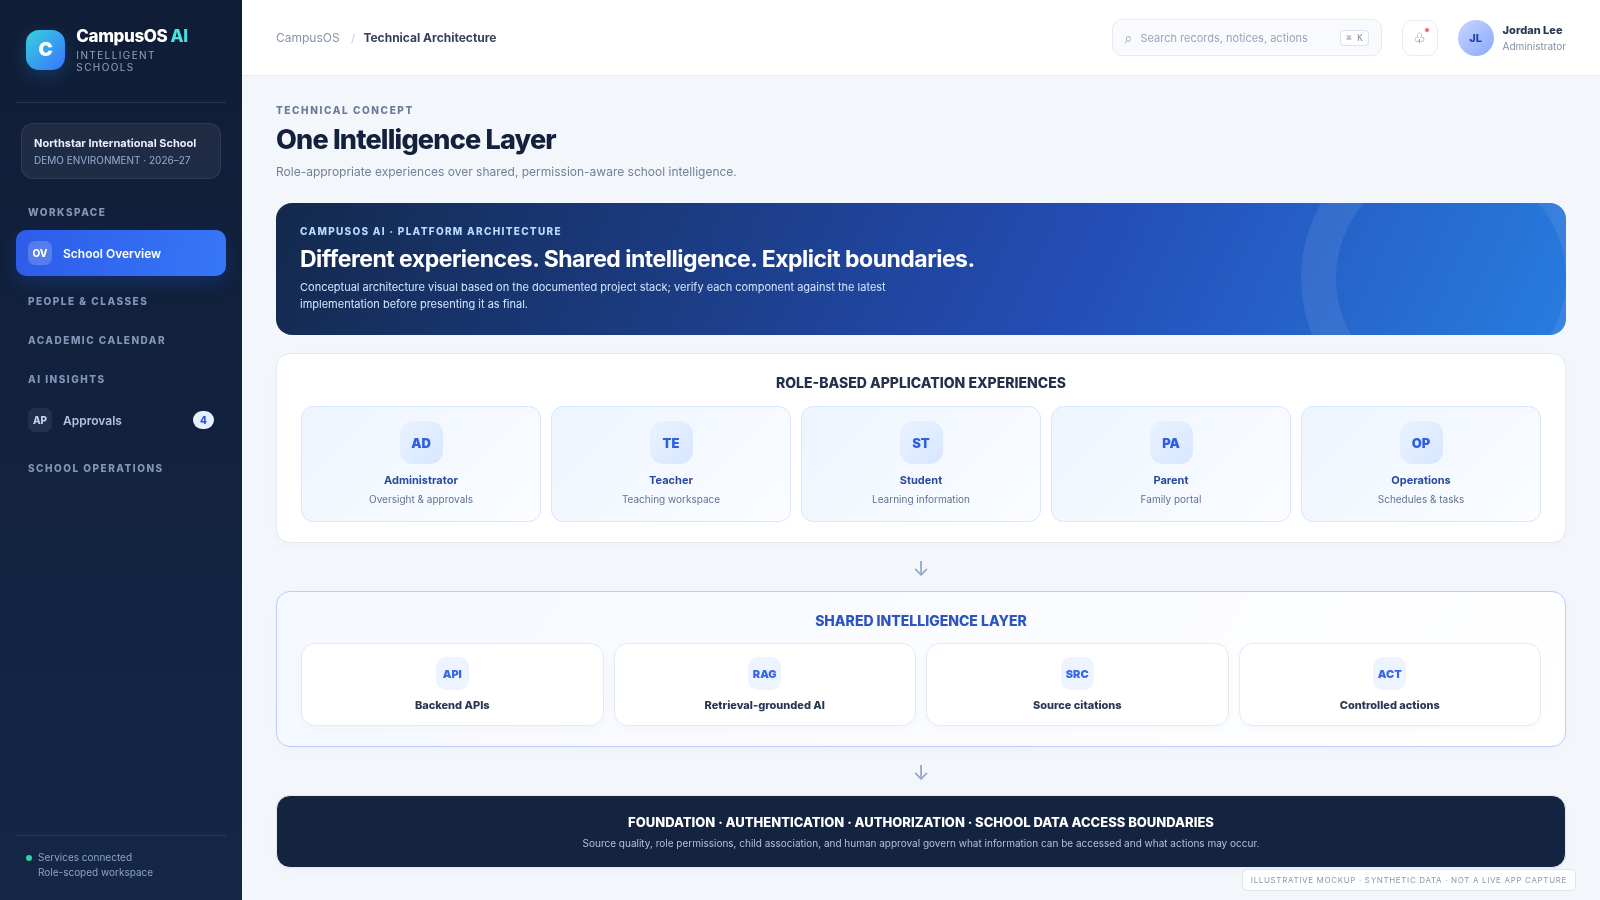 C
CampusOS AI
INTELLIGENT
SCHOOLS
Northstar International School
DEMO ENVIRONMENT · 2026–27
WORKSPACE
OV School Overview
PEOPLE & CLASSES
ACADEMIC CALENDAR
AI INSIGHTS
AP Approvals 4
SCHOOL OPERATIONS
Services connected
Role-scoped workspace
CampusOS / Technical Architecture
Search records, notices, actions ⌘ K
JL
Jordan Lee
Administrator
TECHNICAL CONCEPT
One Intelligence Layer
Role-appropriate experiences over shared, permission-aware school intelligence.
CAMPUSOS AI · PLATFORM ARCHITECTURE
Different experiences. Shared intelligence. Explicit boundaries.
Conceptual architecture visual based on the documented project stack; verify each component against the latest
implementation before presenting it as final.
ROLE-BASED APPLICATION EXPERIENCES
AD
Administrator
Oversight & approvals
TE
Teacher
Teaching workspace
ST
Student
Learning information
PA
Parent
Family portal
OP
Operations
Schedules & tasks
↓
SHARED INTELLIGENCE LAYER
API
Backend APIs
RAG
Retrieval-grounded AI
SRC
Source citations
ACT
Controlled actions
↓
FOUNDATION · AUTHENTICATION · AUTHORIZATION · SCHOOL DATA ACCESS BOUNDARIES
Source quality, role permissions, child association, and human approval govern what information can be accessed and what actions may occur.
ILLUSTRATIVE MOCKUP · SYNTHETIC DATA · NOT A LIVE APP CAPTURE